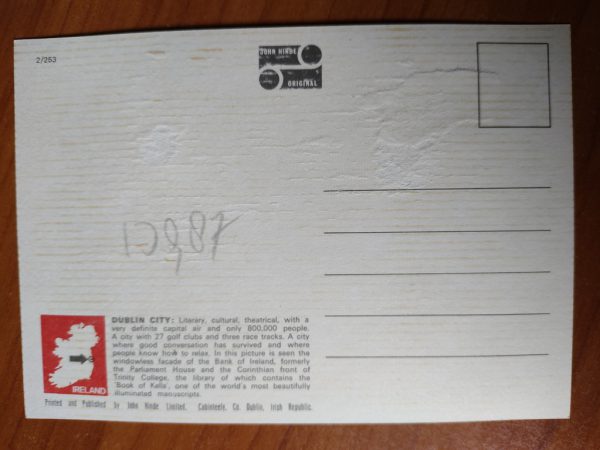 2/253
JOHN HINDE
ORIGINAL
DUBLIN CITY: Literary, cultural, theatrical, with a
very definite capital air and only 800,000 people.
A city with 27 golf clubs and three race tracks. A city
where good conversation has survived and where
people know how to relax. In this picture is seen the
windowless facade of the Bank of Ireland, formerly
the Parliament House and the Corinthian front of
Trinity College, the library of which contains the
'Book of Kells', one of the world's most beautifully
illuminated manuscripts.
IRELAND
Printed and Published by John Hinde Limited, Cabinteely, Co. Dublin, Irish Republic.